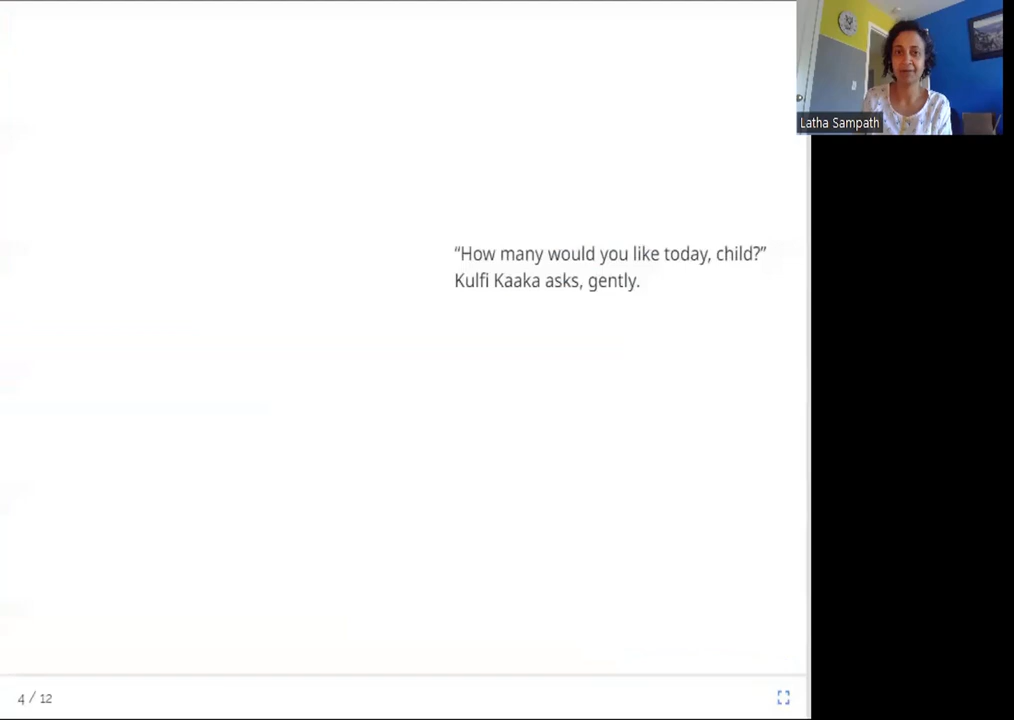 Latha Sampath
“How many would you like today, child?”
Kulfi Kaaka asks, gently.
4 / 12